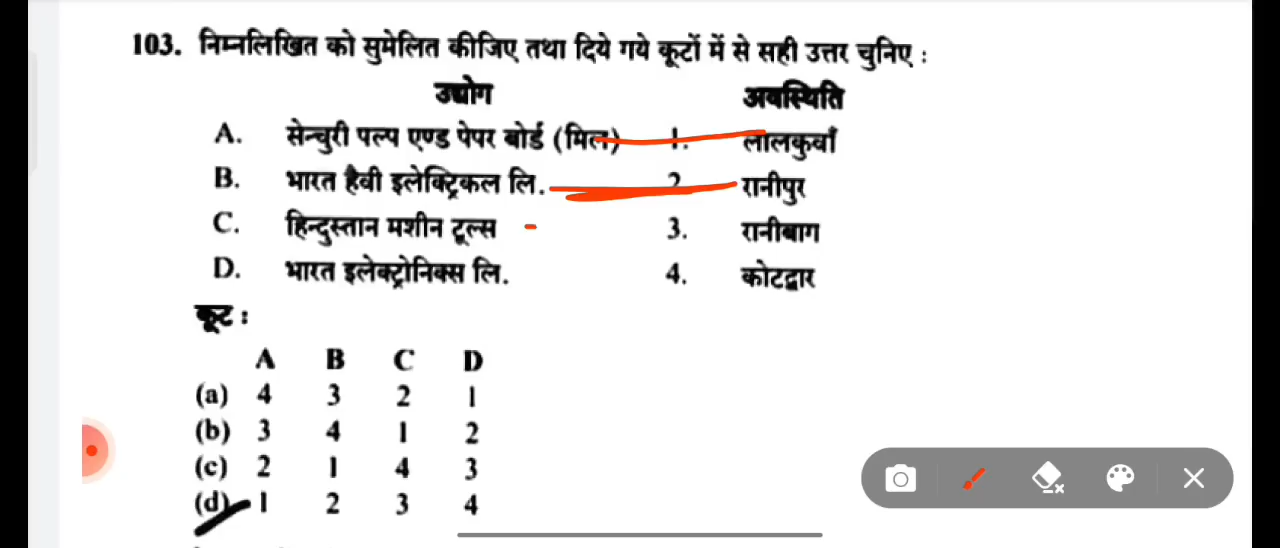 103. निम्नलिखित को सुमेलित कीजिए तथा दिये गये कूटों में से सही उत्तर चुनिए :
उद्योग अवस्थिति
A. सेन्चुरी पल्प एण्ड पेपर बोर्ड (मिल) 1. लालकुवाँ
B. भारत हैवी इलेक्ट्रिकल लि. 2. रानीपुर
C. हिन्दुस्तान मशीन टूल्स 3. रानीबाग
D. भारत इलेक्ट्रोनिक्स लि. 4. कोटद्वार
कूट :
A B C D
(a) 4 3 2 1
(b) 3 4 1 2
(c) 2 1 4 3
(d) 1 2 3 4